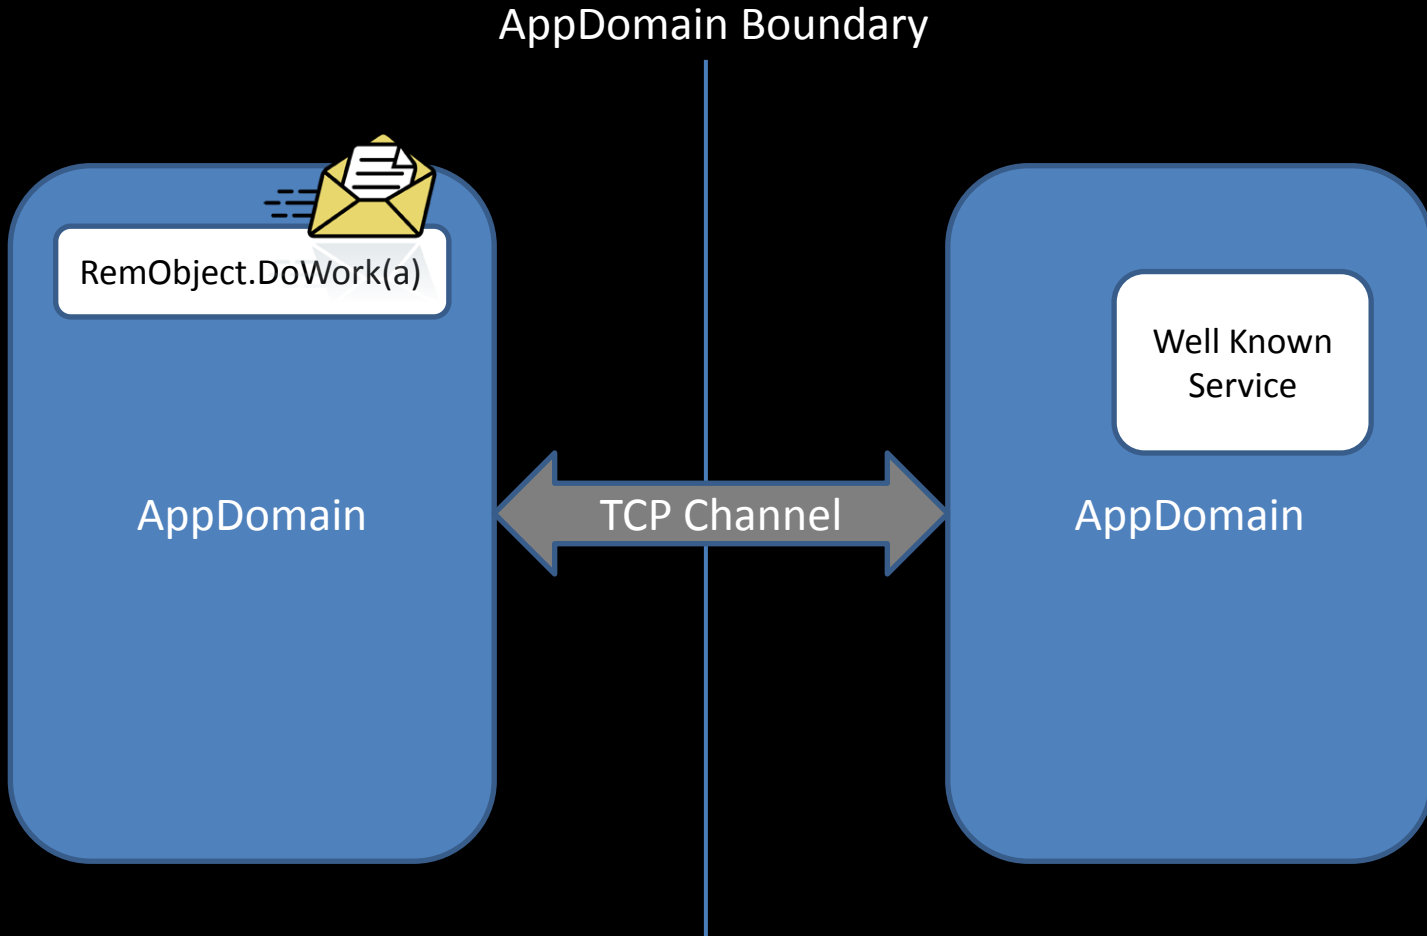 AppDomain Boundary
RemObject.DoWork(a)
Well Known
Service
AppDomain
TCP Channel
AppDomain